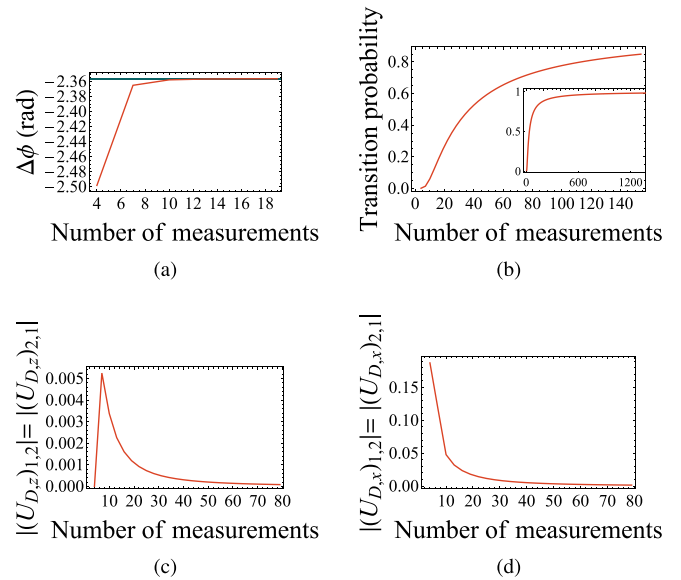 Δϕ (rad)
−2.36
−2.38
−2.40
−2.42
−2.44
−2.46
−2.48
−2.50
4 6 8 10 12 14 16 18
Number of measurements
(a)
Transition probability
0.8
0.6
0.4
0.2
0.0
0 20 40 60 80 100 120 140
1
0.5
0
0 600 1200
Number of measurements
(b)
|(U_{D,z})_{1,2}|=|(U_{D,z})_{2,1}|
0.005
0.004
0.003
0.002
0.001
0.000
10 20 30 40 50 60 70 80
Number of measurements
(c)
|(U_{D,x})_{1,2}|=|(U_{D,x})_{2,1}|
0.15
0.10
0.05
0.00
0 10 20 30 40 50 60 70 80
Number of measurements
(d)